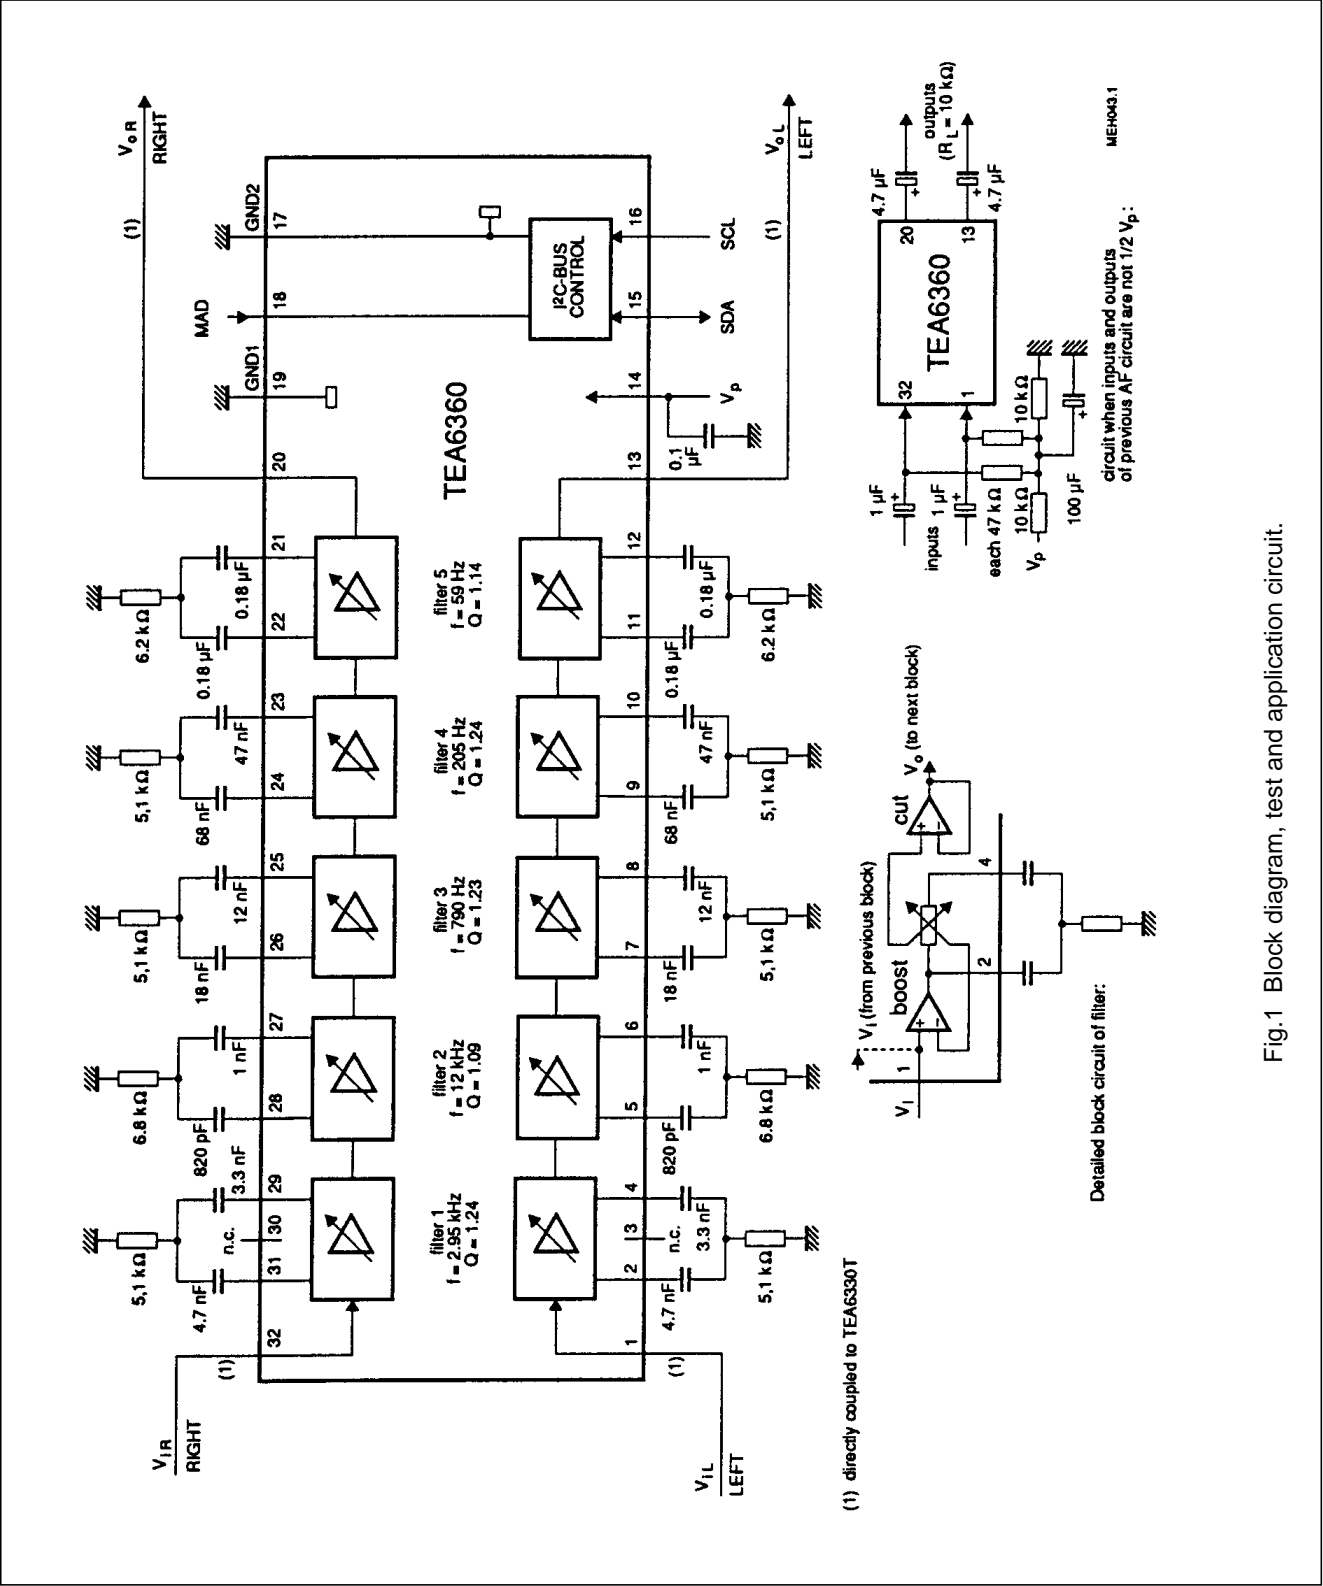 V o R
RIGHT
(1)
MAD
GND1
GND2
19
18
17
20
6.2 kΩ
0.18 µF
0.18 µF
22
21
5,1 kΩ
68 nF
47 nF
24
23
5,1 kΩ
18 nF
12 nF
26
25
6.8 kΩ
820 pF
1 nF
28
27
5,1 kΩ
4.7 nF
n.c.
3.3 nF
31
30
29
V I R
RIGHT
32
(1)
filter 1
f = 2.95 kHz
Q = 1.24
filter 2
f = 12 kHz
Q = 1.09
filter 3
f = 790 Hz
Q = 1.23
filter 4
f = 205 Hz
Q = 1.24
filter 5
f = 59 Hz
Q = 1.14
TEA6360
I²C-BUS
CONTROL
V I L
LEFT
1
(1)
2
3
4
4.7 nF
n.c.
3.3 nF
5,1 kΩ
5
6
820 pF
1 nF
6.8 kΩ
7
8
18 nF
12 nF
5,1 kΩ
9
10
68 nF
47 nF
5,1 kΩ
11
12
0.18 µF
0.18 µF
6.2 kΩ
13
14
15
16
0.1
µF
Vp
SDA
SCL
(1)
V o L
LEFT
(1) directly coupled to TEA6330T
VI
1
VI (from previous block)
boost
cut
Vo (to next block)
+
−
+
−
2
4
Detailed block circuit of filter:
1 µF
+
inputs
1 µF
+
each 47 kΩ
10 kΩ
Vp
10 kΩ
100 µF
+
32
1
TEA6360
20
13
4.7 µF
+
+
4.7 µF
outputs
(R L = 10 kΩ)
circuit when inputs and outputs
of previous AF circuit are not 1/2 Vp :
MEH043.1
Fig.1 Block diagram, test and application circuit.